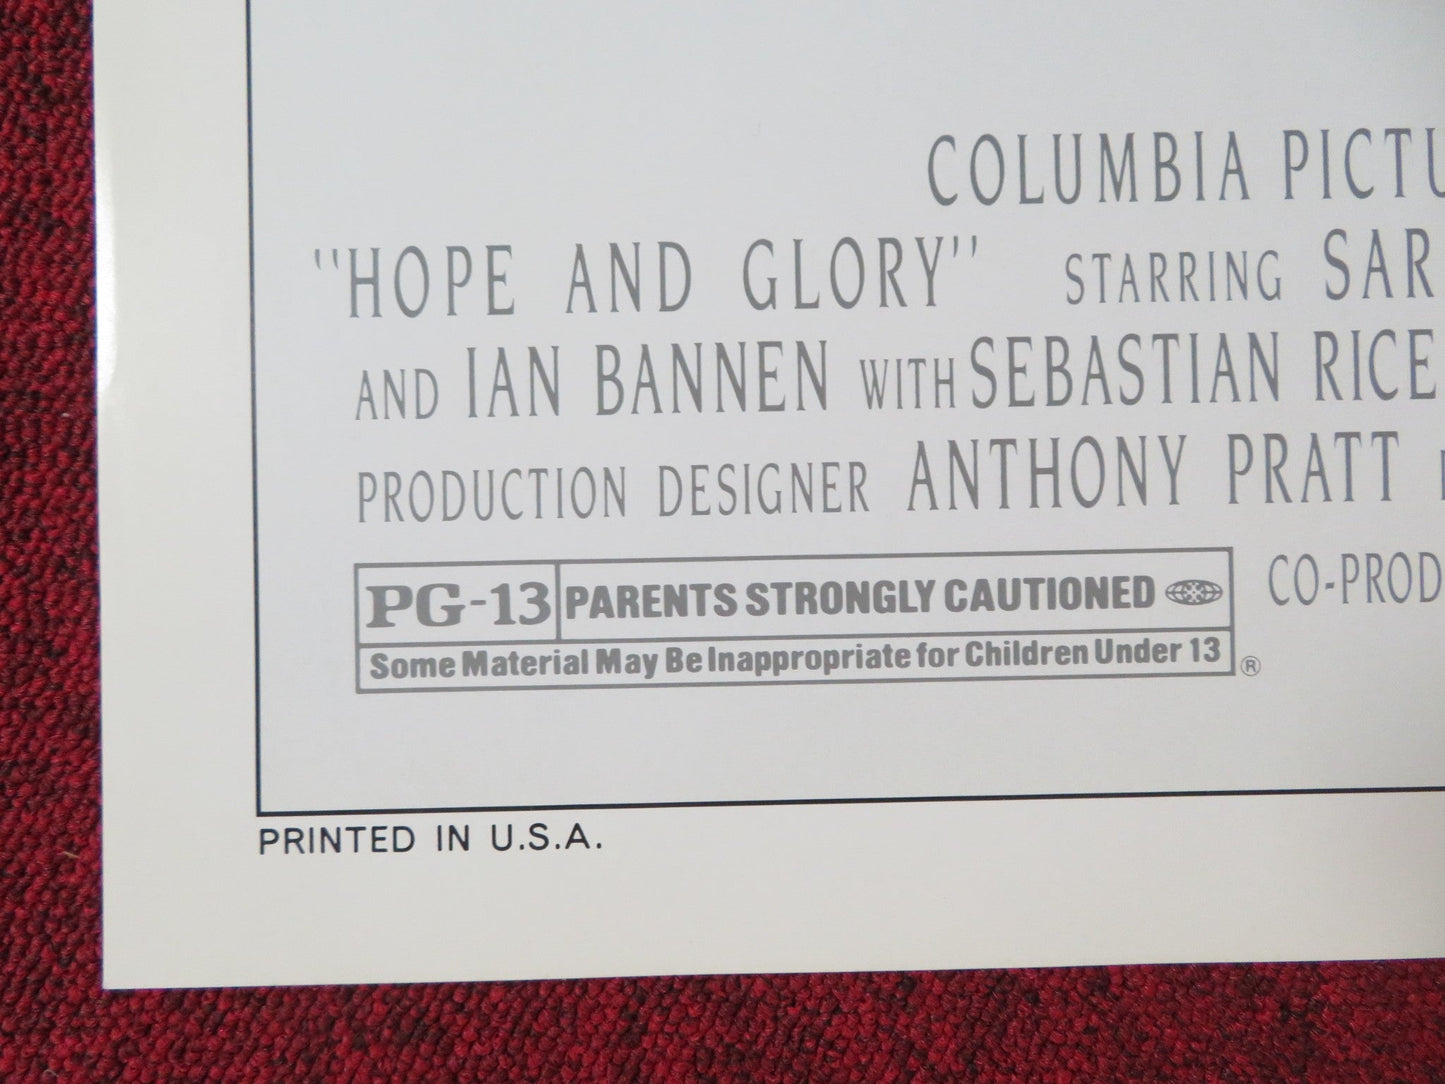 COLUMBIA PICTU
"HOPE AND GLORY" STARRING SAR
AND IAN BANNEN WITH SEBASTIAN RICE
PRODUCTION DESIGNER ANTHONY PRATT
CO-PROD
PG-13 PARENTS STRONGLY CAUTIONED
Some Material May Be Inappropriate for Children Under 13 ®
PRINTED IN U.S.A.